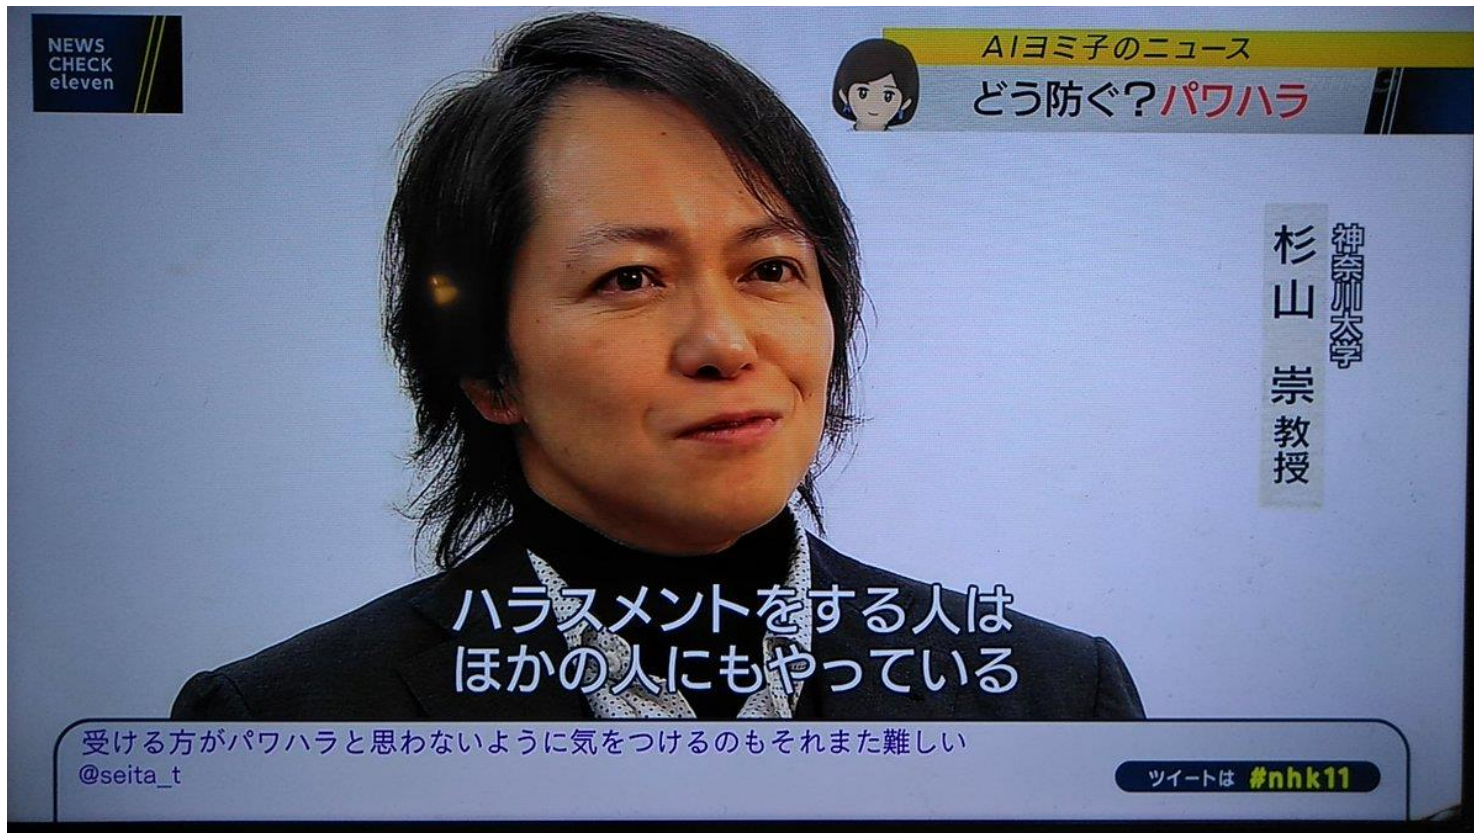 NEWS
CHECK
eleven
AIヨミ子のニュース
どう防ぐ?パワハラ
神奈川大学
杉山 崇 教授
ハラスメントをする人は
ほかの人にもやっている
受ける方がパワハラと思わないように気をつけるのもそれまた難しい
@seita_t
ツイートは #nhk11